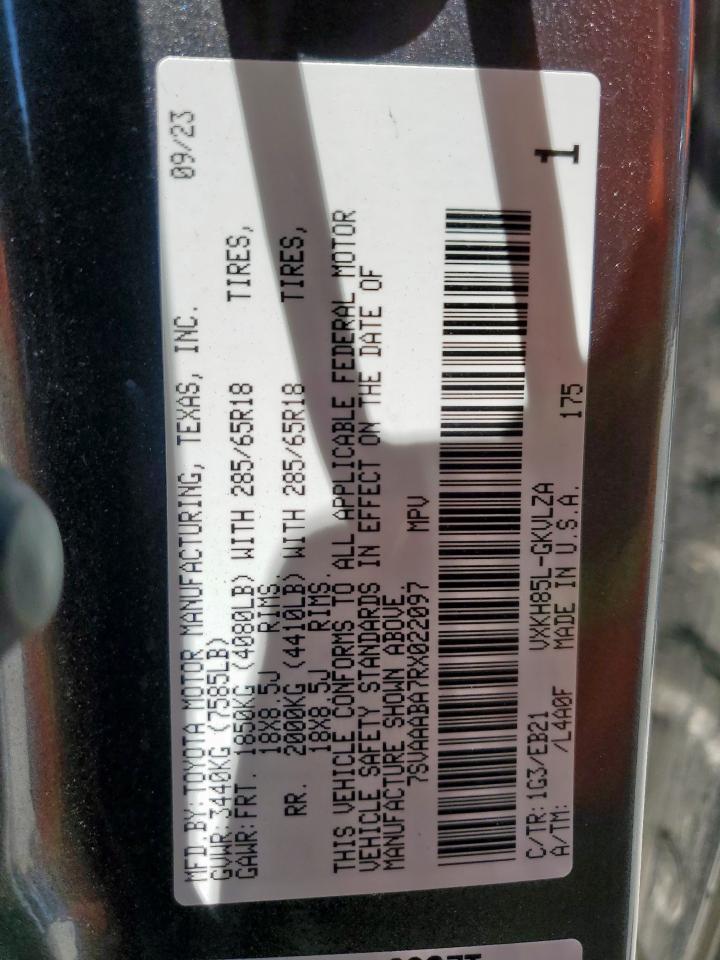 MFD.BY: TOYOTA MOTOR MANUFACTURING, TEXAS, INC. 09/23
GVWR: 3440KG (7585LB)
GAWR: FRT. 1850KG (4080LB) WITH 285/65R18 TIRES,
18X8.5J RIMS.
RR. 2000KG (4410LB) WITH 285/65R18 TIRES,
18X8.5J RIMS.
THIS VEHICLE CONFORMS TO ALL APPLICABLE FEDERAL MOTOR
VEHICLE SAFETY STANDARDS IN EFFECT ON THE DATE OF
MANUFACTURE SHOWN ABOVE.
7SVAAABA7RX022097 MPV
1
C/TR: 1G3/EB21 VXKH85L-GKVLZA
A/TM: /L4A0F MADE IN U.S.A. 175